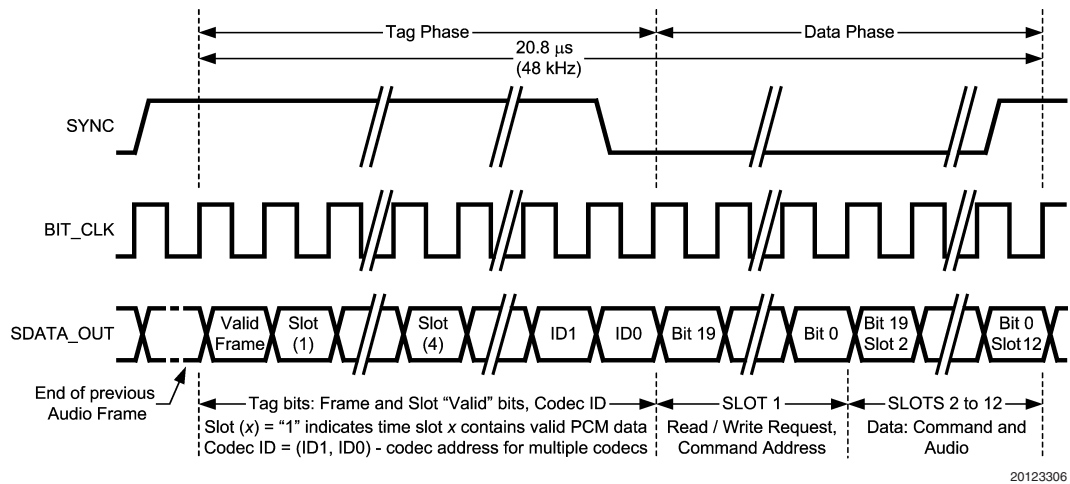 Tag Phase
Data Phase
20.8 μs
(48 kHz)
SYNC
BIT_CLK
SDATA_OUT
Valid
Frame
Slot
(1)
Slot
(4)
ID1
ID0
Bit 19
Bit 0
Bit 19
Slot 2
Bit 0
Slot 12
End of previous
Audio Frame
Tag bits: Frame and Slot “Valid” bits, Codec ID
SLOT 1
SLOTS 2 to 12
Slot (x) = “1” indicates time slot x contains valid PCM data
Read / Write Request,
Data: Command and
Codec ID = (ID1, ID0) - codec address for multiple codecs
Command Address
Audio
20123306